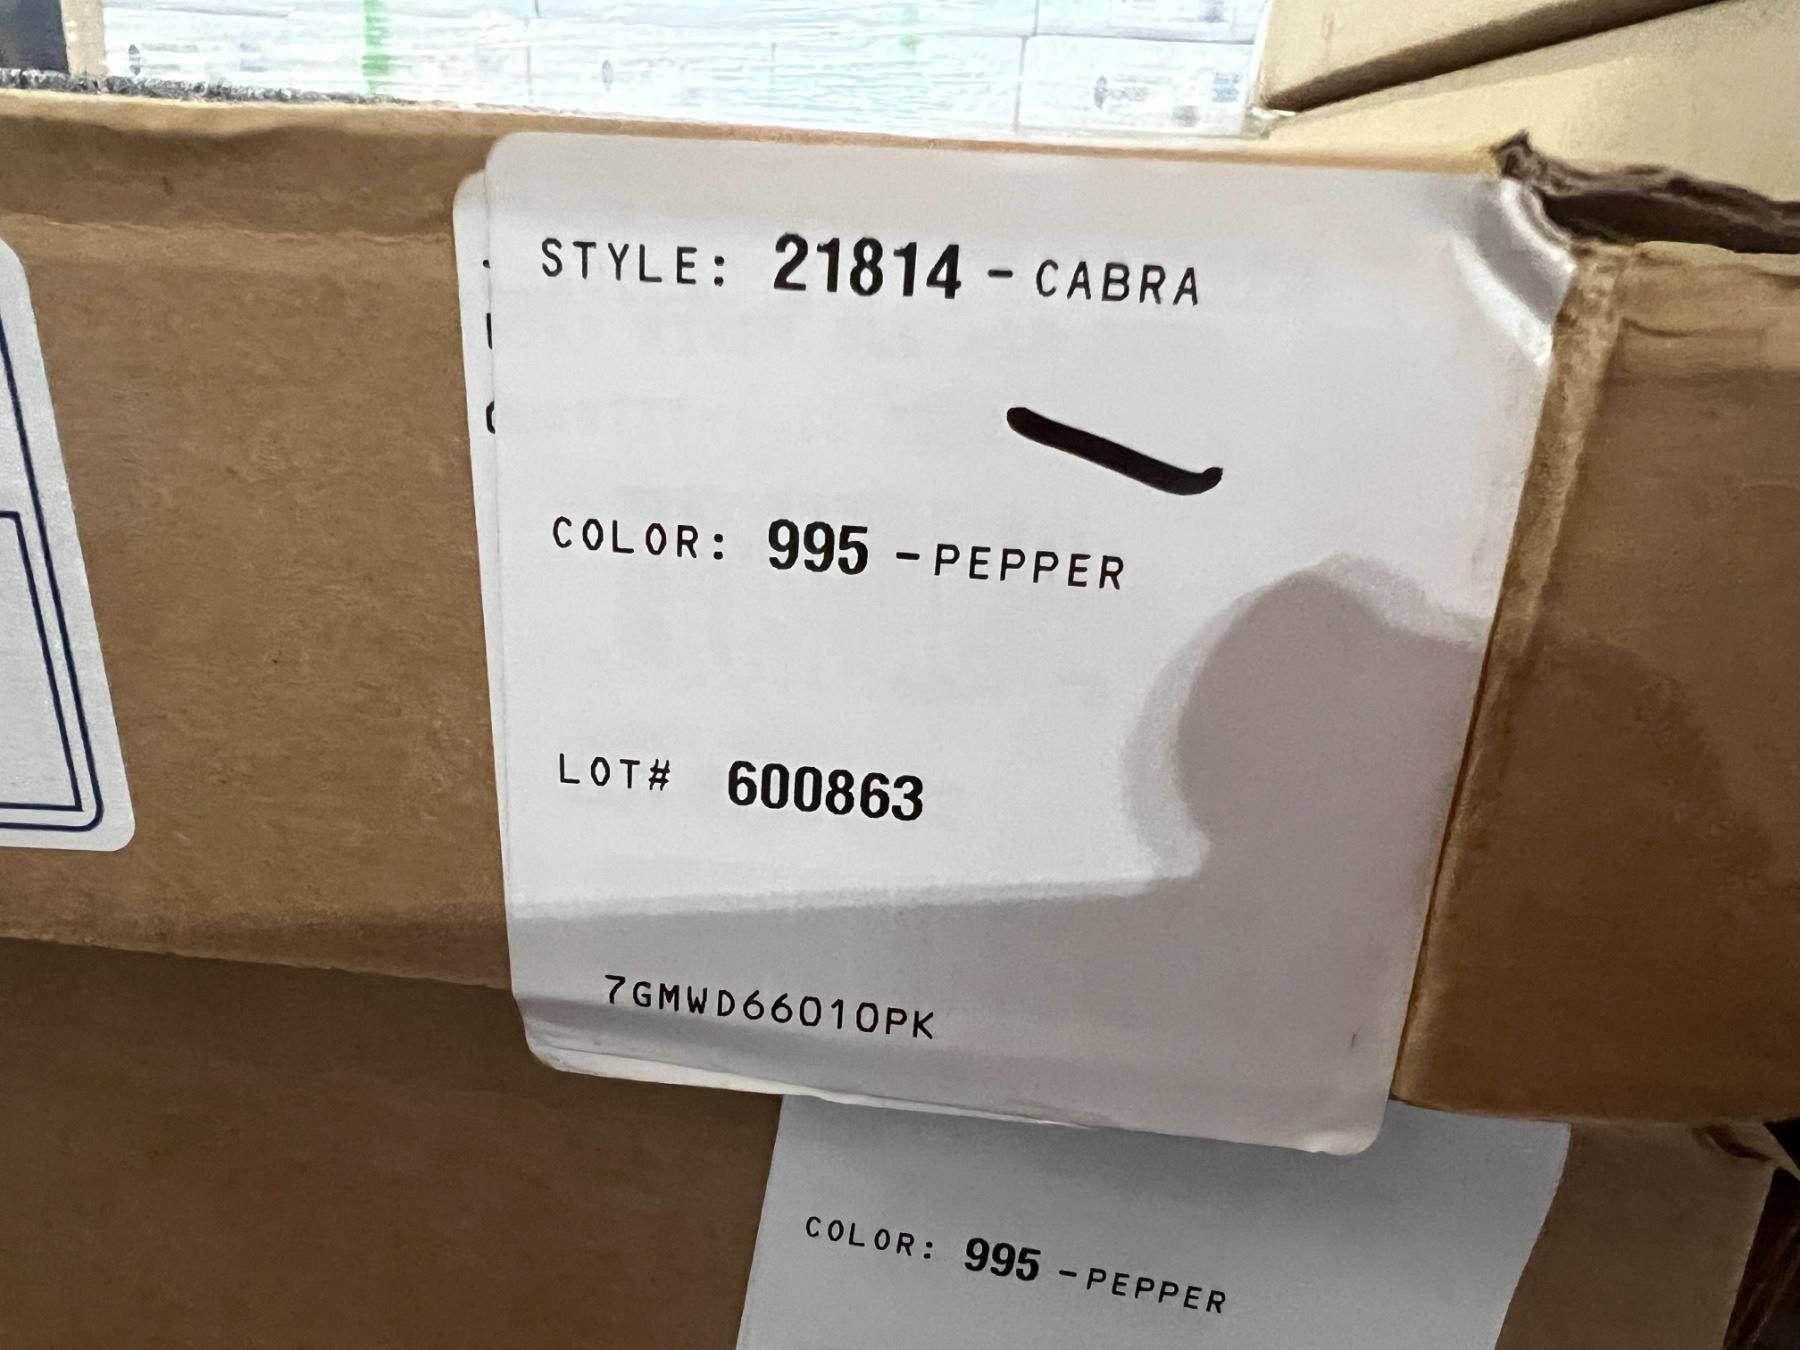 STYLE: 21814 - CABRA
COLOR: 995 -PEPPER
LOT# 600863
7GMWD66010PK
COLOR: 995 -PEPPER